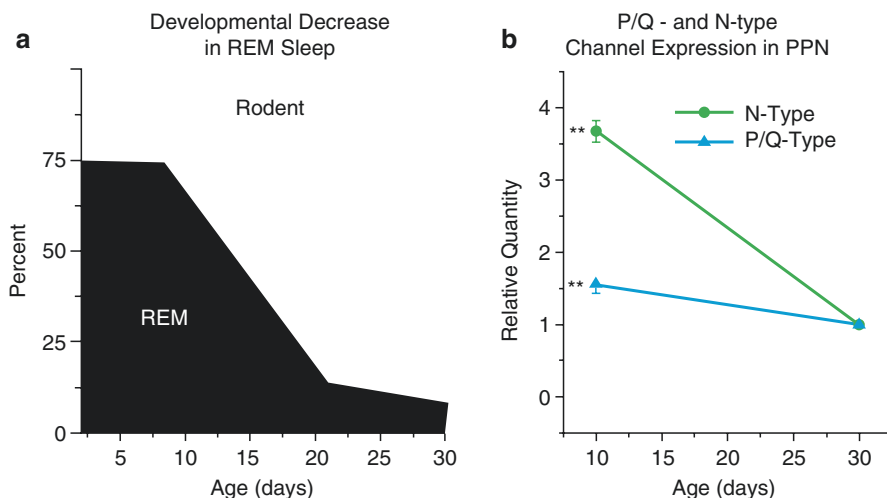 a
Developmental Decrease
in REM Sleep
Rodent
REM
Percent
75
50
25
0
5
10
15
20
25
30
Age (days)
b
P/Q - and N-type
Channel Expression in PPN
N-Type
P/Q-Type
**
**
Relative Quantity
4
3
2
1
0
10
20
30
Age (days)